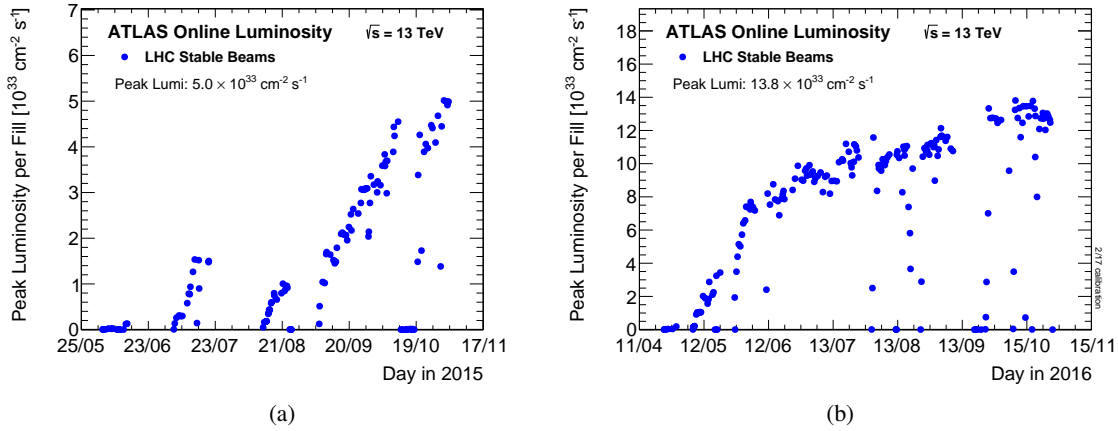 Peak Luminosity per Fill [10³³ cm⁻² s⁻¹]
7
6
5
4
3
2
1
0
ATLAS Online Luminosity √s = 13 TeV
LHC Stable Beams
Peak Lumi: 5.0 × 10³³ cm⁻² s⁻¹
25/05 23/06 23/07 21/08 20/09 19/10 17/11
Day in 2015
(a)
Peak Luminosity per Fill [10³³ cm⁻² s⁻¹]
18
16
14
12
10
8
6
4
2
0
ATLAS Online Luminosity √s = 13 TeV
LHC Stable Beams
Peak Lumi: 13.8 × 10³³ cm⁻² s⁻¹
2/17 calibration
11/04 12/05 12/06 13/07 13/08 13/09 15/10 15/11
Day in 2016
(b)